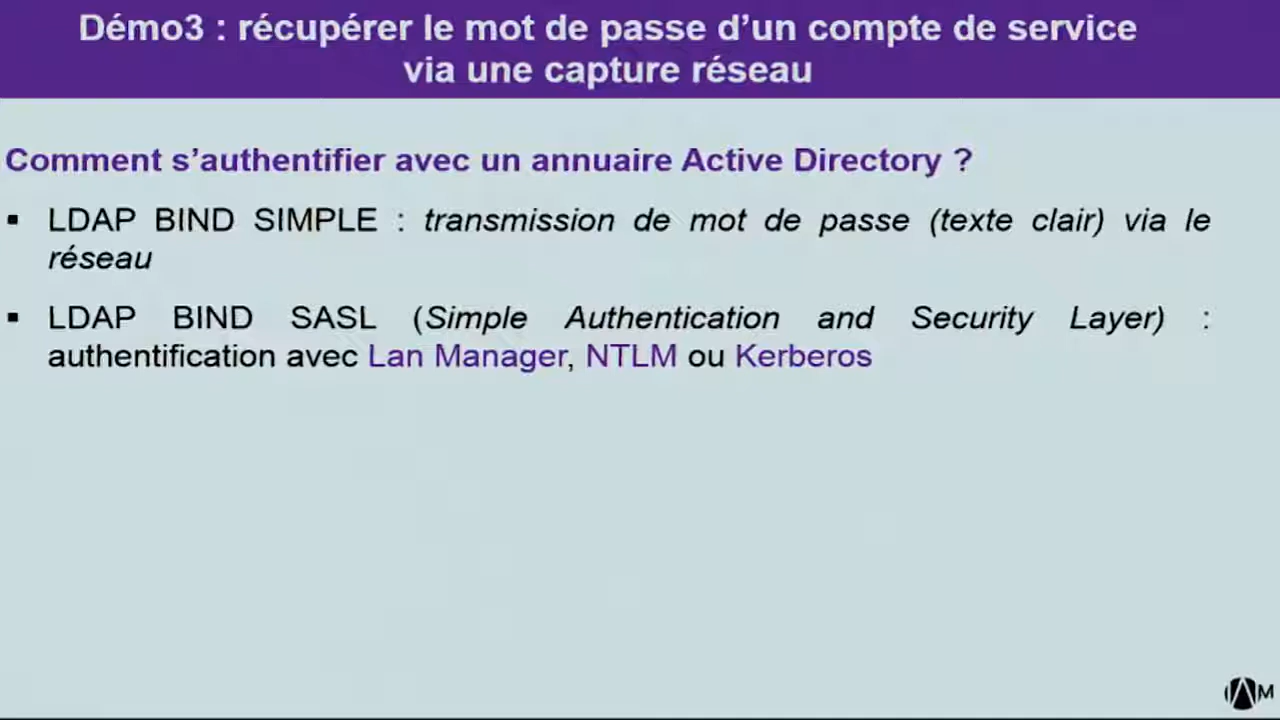 Démo3 : récupérer le mot de passe d'un compte de service
via une capture réseau
Comment s'authentifier avec un annuaire Active Directory ?
▪ LDAP BIND SIMPLE : transmission de mot de passe (texte clair) via le
réseau
▪ LDAP BIND SASL (Simple Authentication and Security Layer) :
authentification avec Lan Manager, NTLM ou Kerberos
IAM